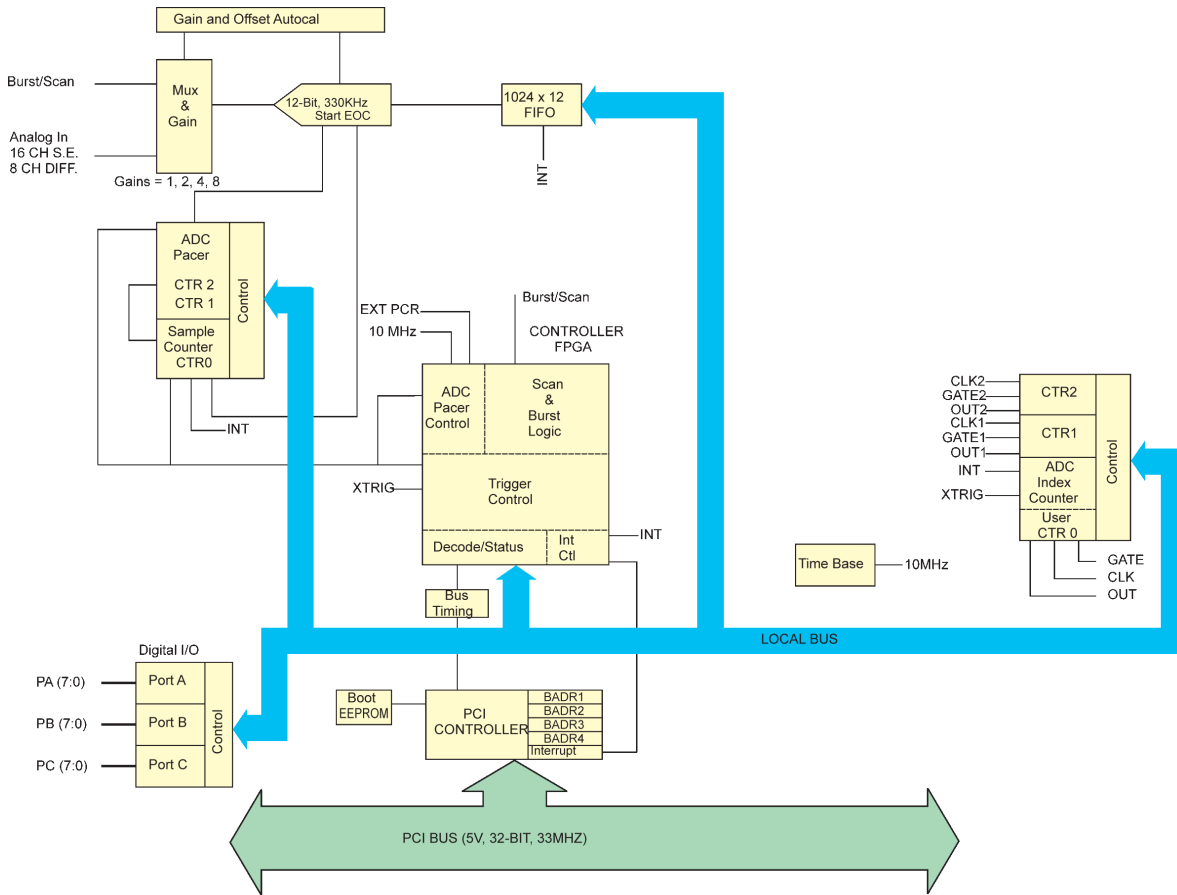 Gain and Offset Autocal
Burst/Scan
Mux
&
Gain
12-Bit, 330KHz
Start EOC
1024 x 12
FIFO
Analog In
16 CH S.E.
8 CH DIFF.
Gains = 1, 2, 4, 8
INT
ADC
Pacer
CTR 2
CTR 1
Control
Sample
Counter
CTR0
INT
EXT PCR
10 MHz
Burst/Scan
CONTROLLER
FPGA
ADC
Pacer
Control
Scan
&
Burst
Logic
XTRIG
Trigger
Control
Decode/Status
Int
Ctl
INT
Bus
Timing
CLK2
GATE2
OUT2
CLK1
GATE1
OUT1
INT
XTRIG
CTR2
CTR1
ADC
Index
Counter
User
CTR 0
Control
GATE
CLK
OUT
Time Base
10MHz
LOCAL BUS
Digital I/O
PA (7:0)
Port A
PB (7:0)
Port B
PC (7:0)
Port C
Control
Boot
EEPROM
PCI
CONTROLLER
BADR1
BADR2
BADR3
BADR4
Interrupt
PCI BUS (5V, 32-BIT, 33MHZ)